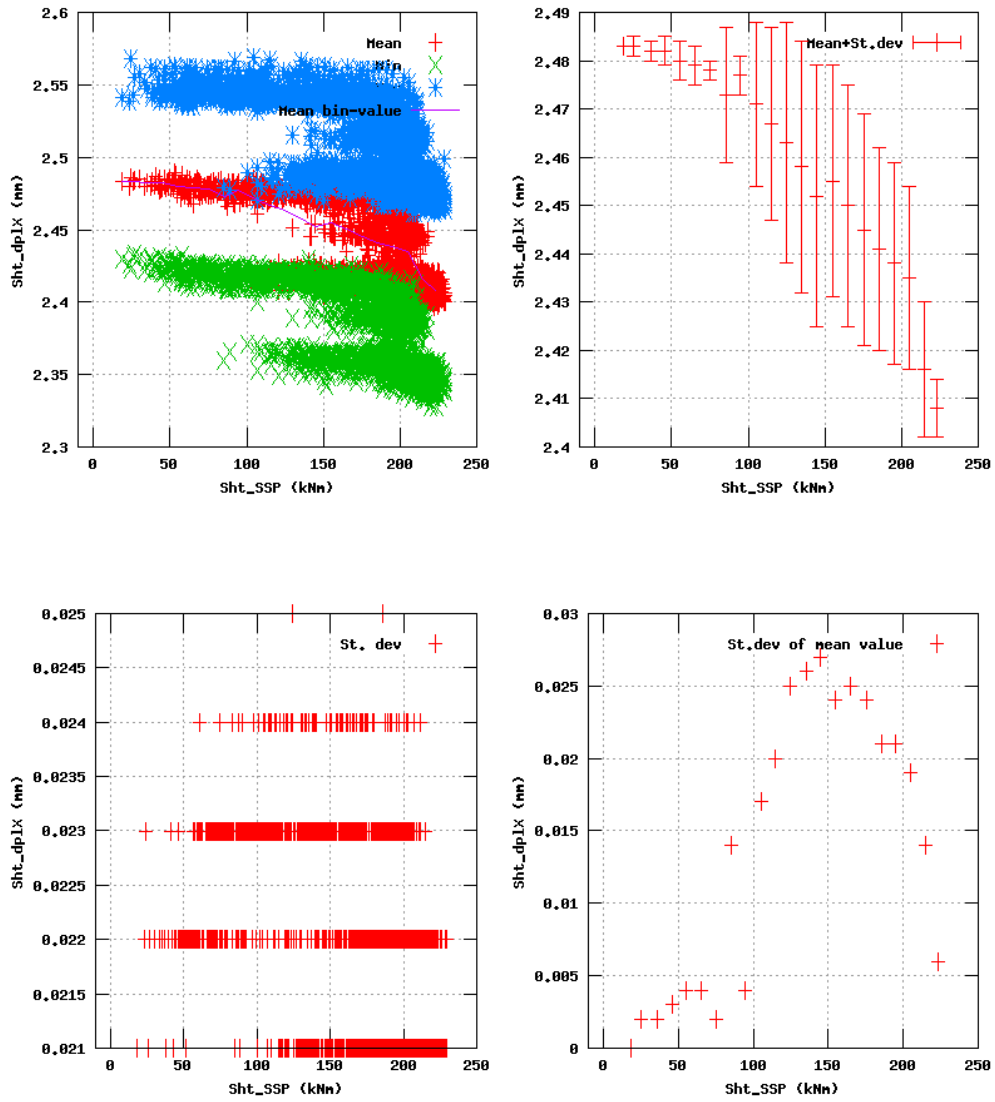 2.6
2.55
2.5
2.45
2.4
2.35
2.3
Sht_dplX (mm)
Mean
Min
Mean bin-value
0 50 100 150 200 250
Sht_SSP (kNm)
2.49
2.48
2.47
2.46
2.45
2.44
2.43
2.42
2.41
2.4
Sht_dplX (mm)
Mean+St.dev
0 50 100 150 200 250
Sht_SSP (kNm)
0.025
0.0245
0.024
0.0235
0.023
0.0225
0.022
0.0215
0.021
Sht_dplX (mm)
St. dev
0 50 100 150 200 250
Sht_SSP (kNm)
0.03
0.025
0.02
0.015
0.01
0.005
0
Sht_dplX (mm)
St.dev of mean value
0 50 100 150 200 250
Sht_SSP (kNm)